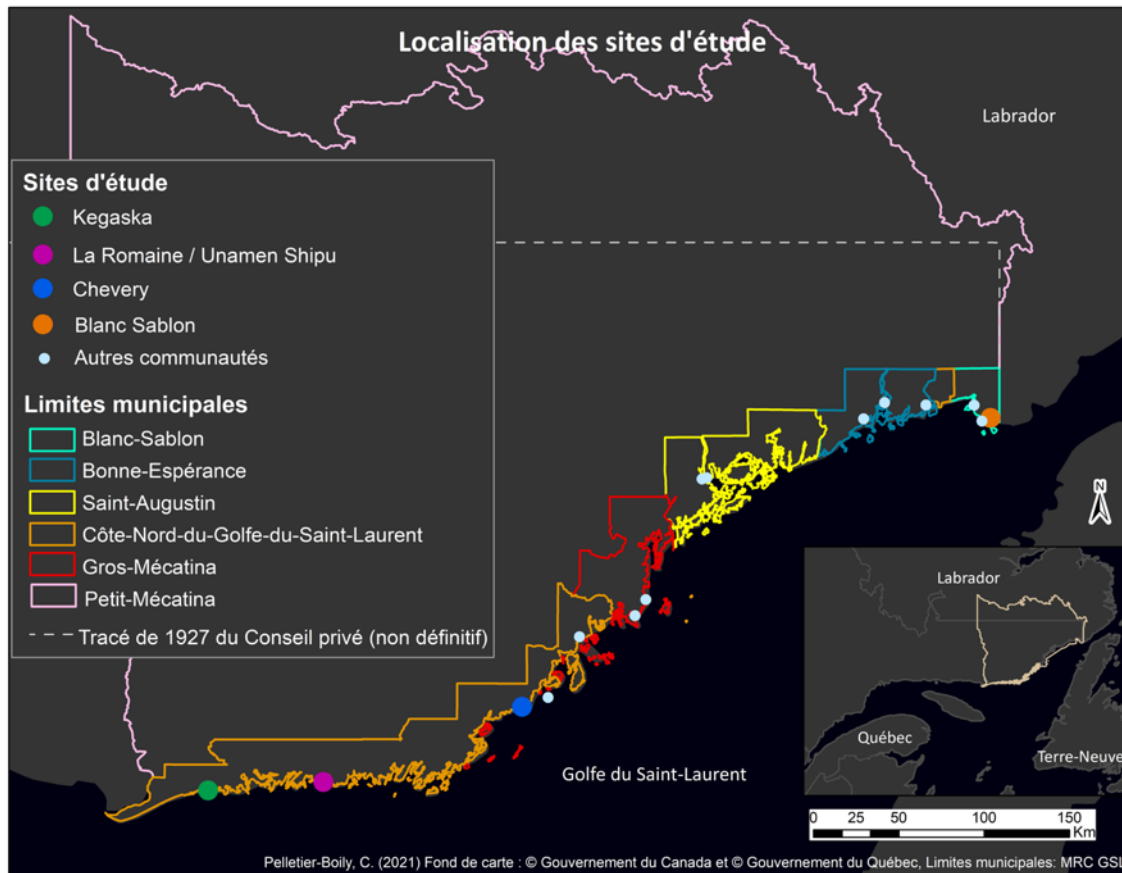 Localisation des sites d'étude
Labrador
Sites d'étude
Kegaska
La Romaine / Unamen Shipu
Chevery
Blanc Sablon
Autres communautés
Limites municipales
Blanc-Sablon
Bonne-Espérance
Saint-Augustin
Côte-Nord-du-Golfe-du-Saint-Laurent
Gros-Mécatina
Petit-Mécatina
Tracé de 1927 du Conseil privé (non définitif)
N
Labrador
Québec
Terre-Neuve
Golfe du Saint-Laurent
0 25 50 100 150
Km
Pelletier-Boily, C. (2021) Fond de carte : © Gouvernement du Canada et © Gouvernement du Québec, Limites municipales: MRC GSL